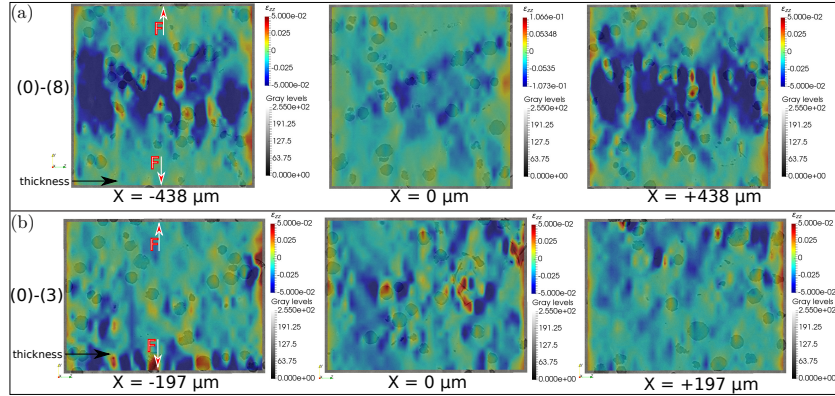 (a)
(0)-(8)
F
F
thickness
X = -438 µm
εzz
5.000e-02
0.025
0
-0.025
-5.000e-02
Gray levels
2.550e+02
191.25
127.5
63.75
0.000e+00
X = 0 µm
εzz
1.066e-01
0.05348
0
-0.05348
-1.073e-01
Gray levels
2.550e+02
191.25
127.5
63.75
0.000e+00
X = +438 µm
εzz
5.000e-02
0.025
0
-0.025
-5.000e-02
Gray levels
2.550e+02
191.25
127.5
63.75
0.000e+00
(b)
(0)-(3)
F
F
thickness
X = -197 µm
εzz
5.000e-02
0.025
0
-0.025
-5.000e-02
Gray levels
2.550e+02
191.25
127.5
63.75
0.000e+00
X = 0 µm
εzz
5.000e-02
0.025
0
-0.025
-5.000e-02
Gray levels
2.550e+02
191.25
127.5
63.75
0.000e+00
X = +197 µm
εzz
5.000e-02
0.025
0
-0.025
-5.000e-02
Gray levels
2.550e+02
191.25
127.5
63.75
0.000e+00